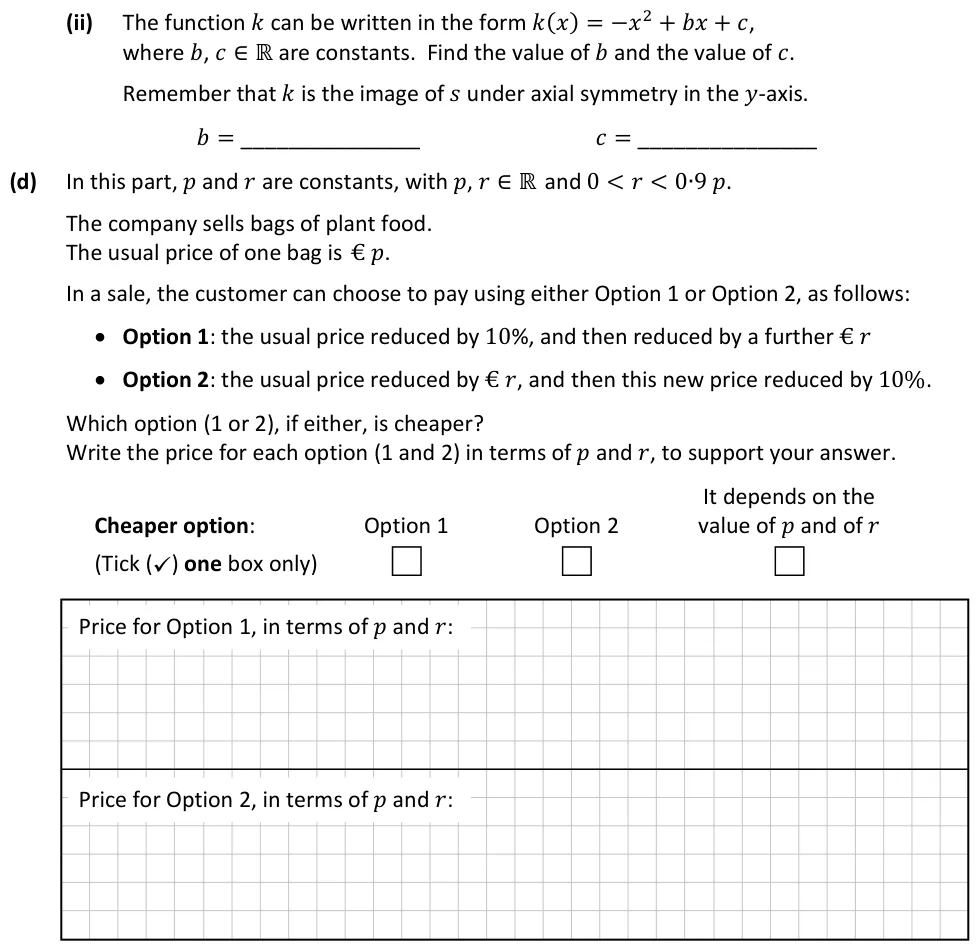 (ii) The function k can be written in the form k(x) = −x² + bx + c,
where b, c ∈ ℝ are constants. Find the value of b and the value of c.
Remember that k is the image of s under axial symmetry in the y-axis.
b = _______________ c = _______________
(d) In this part, p and r are constants, with p, r ∈ ℝ and 0 < r < 0·9 p.
The company sells bags of plant food.
The usual price of one bag is € p.
In a sale, the customer can choose to pay using either Option 1 or Option 2, as follows:
• Option 1: the usual price reduced by 10%, and then reduced by a further € r
• Option 2: the usual price reduced by € r, and then this new price reduced by 10%.
Which option (1 or 2), if either, is cheaper?
Write the price for each option (1 and 2) in terms of p and r, to support your answer.
It depends on the
Cheaper option: Option 1 Option 2 value of p and of r
(Tick (✓) one box only)
Price for Option 1, in terms of p and r:
Price for Option 2, in terms of p and r: